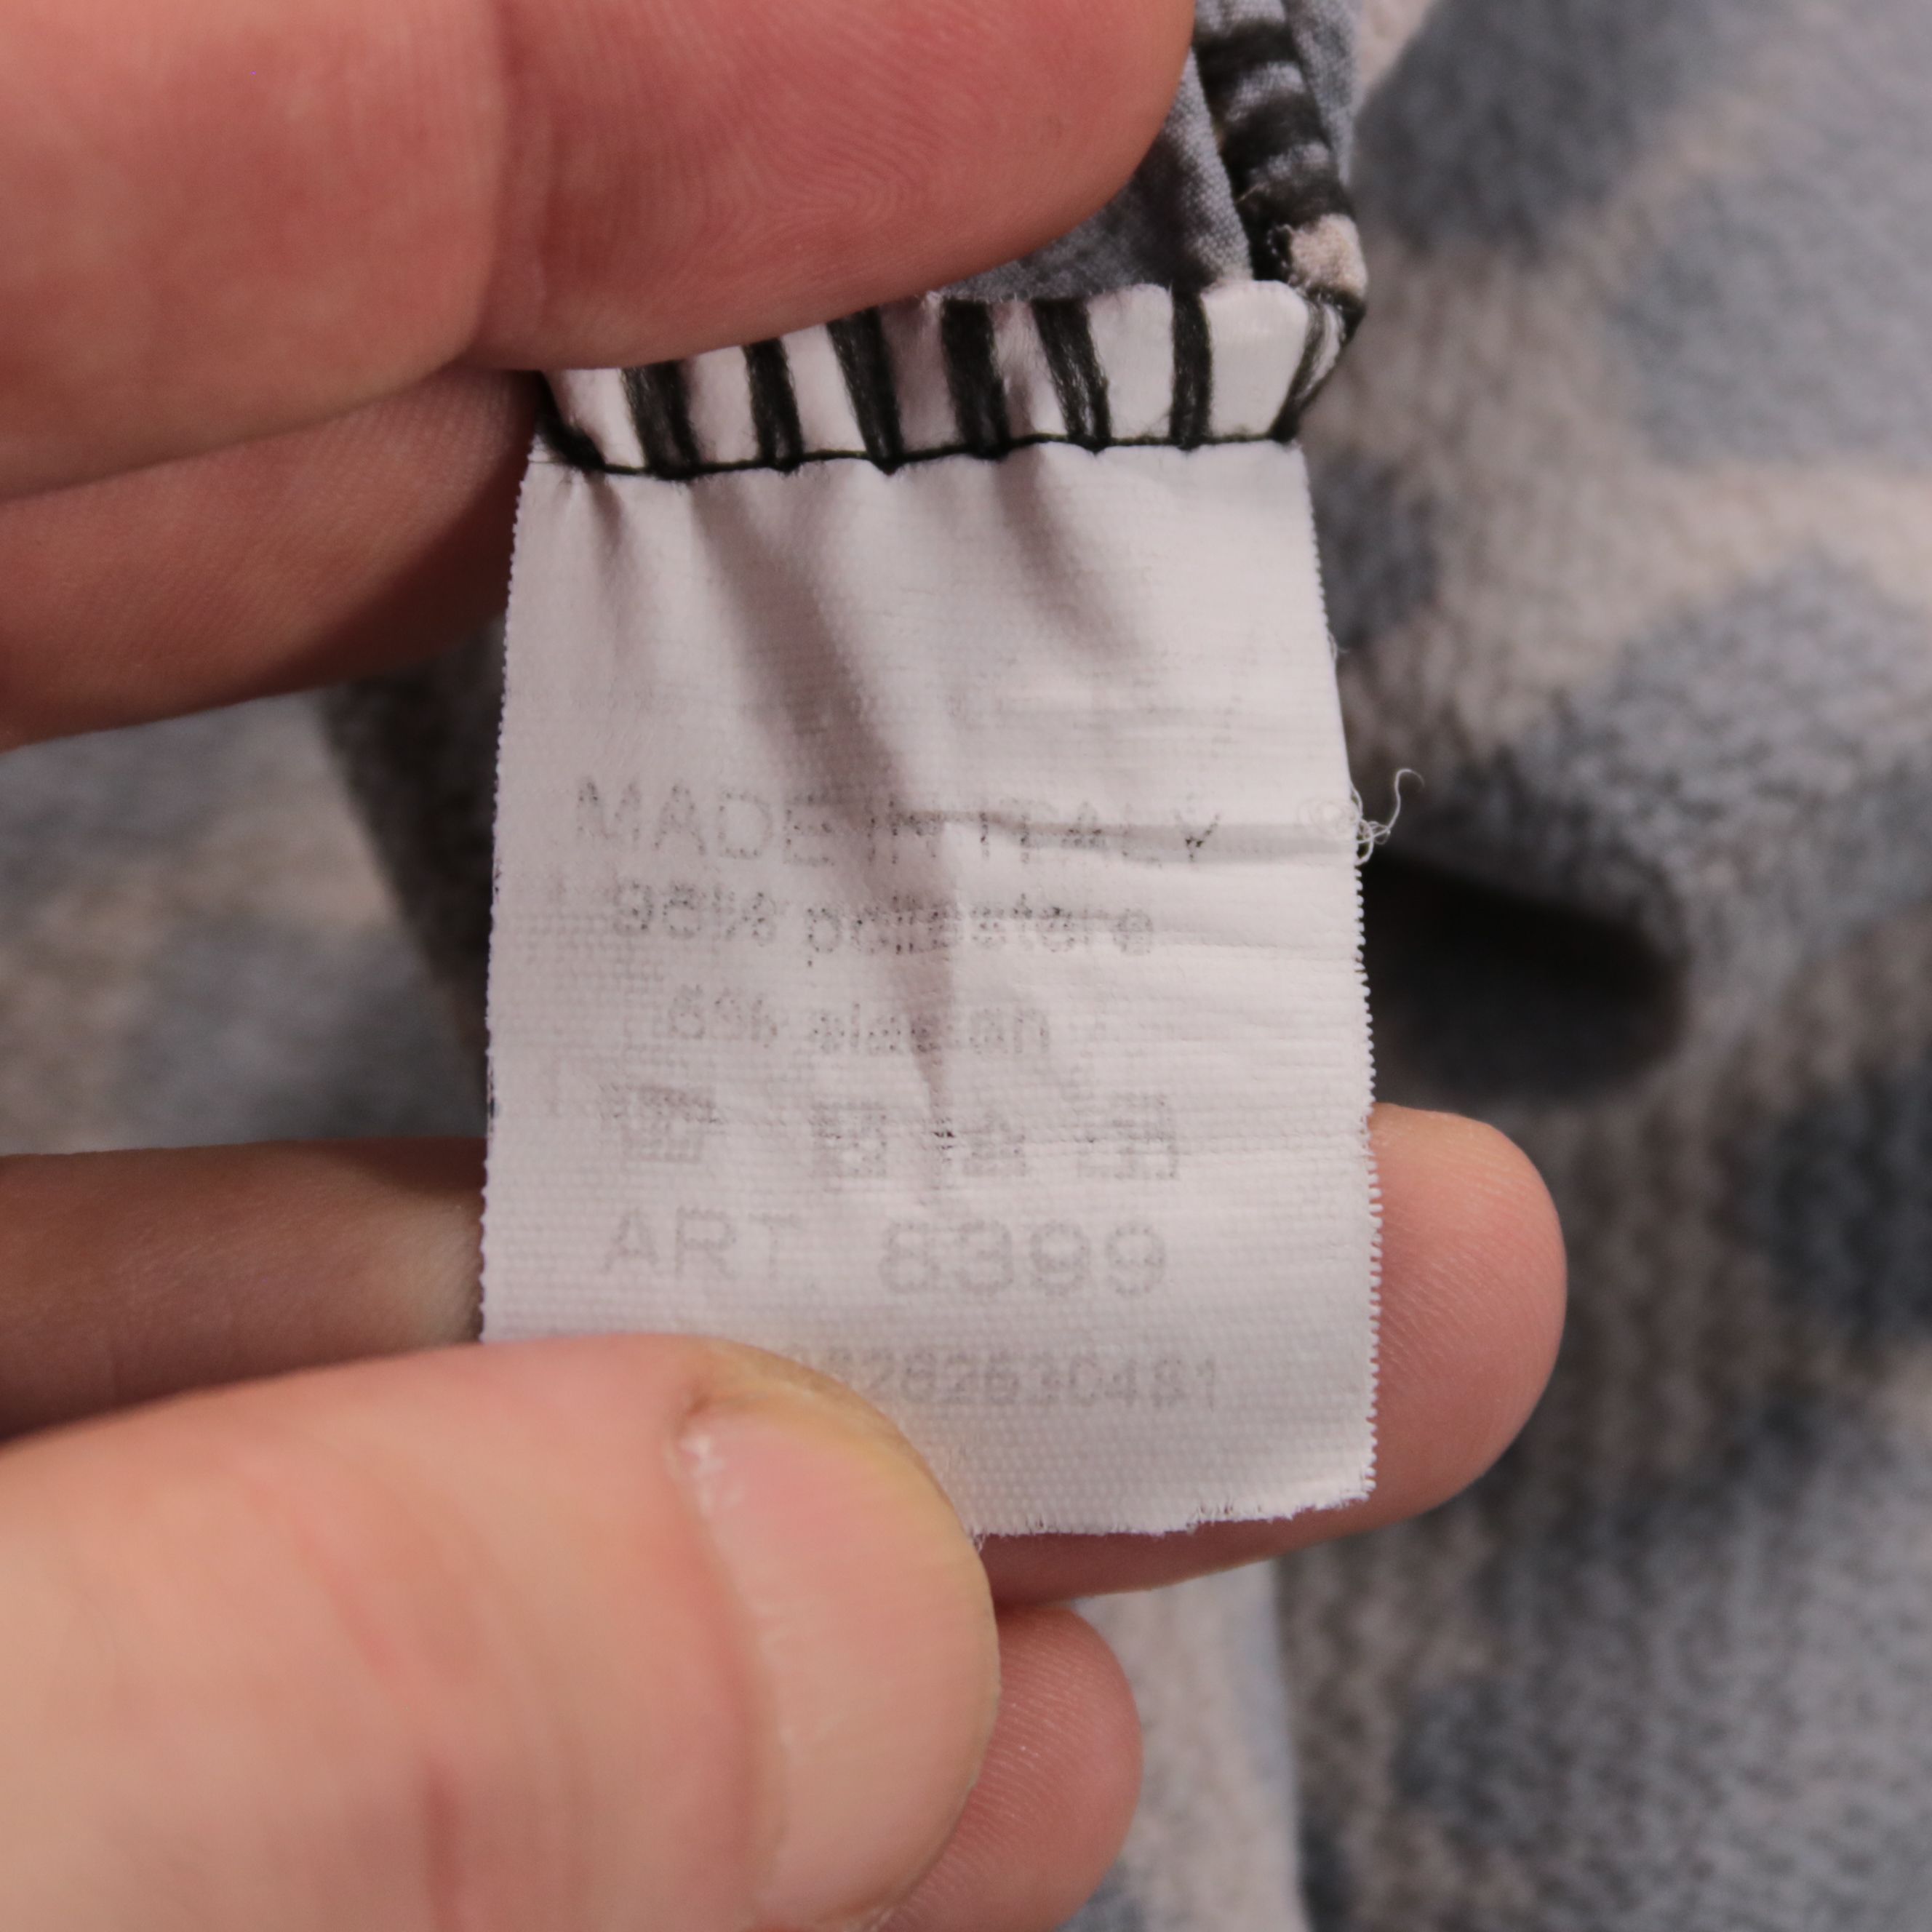 MADE IN ITALY
95% poliestere
5% elastan
ART. 8399